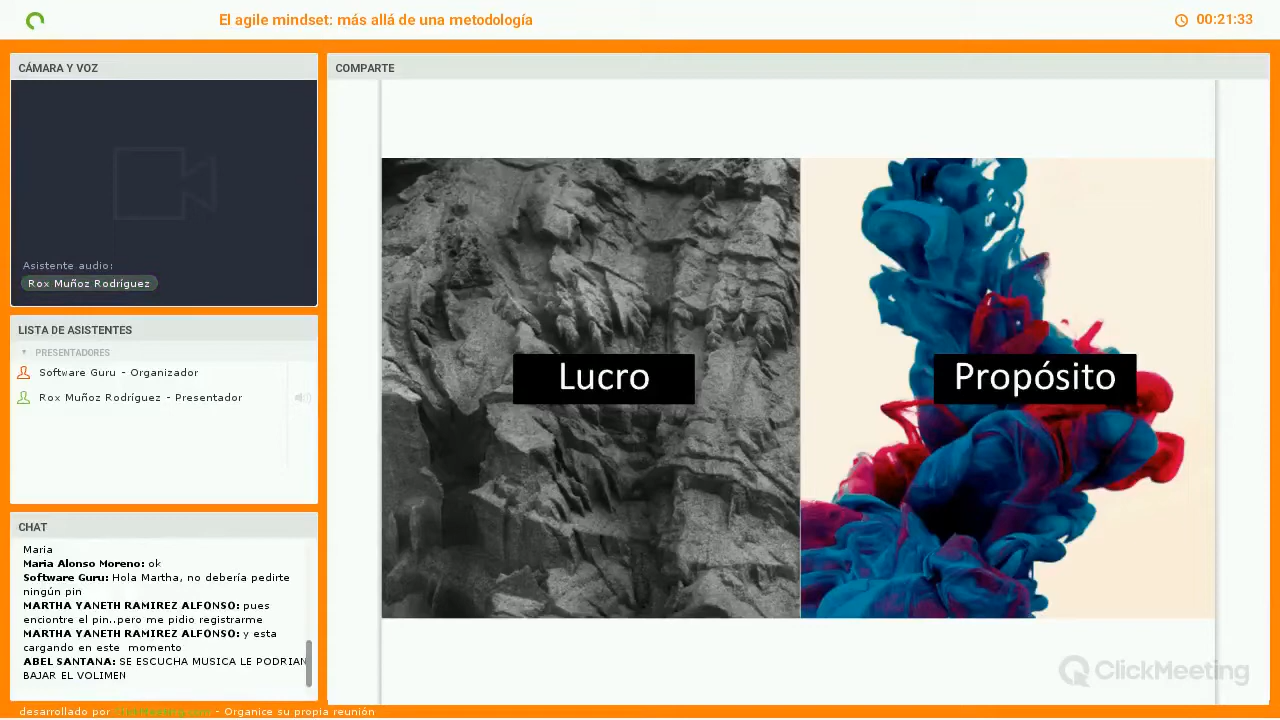 El agile mindset: más allá de una metodología
00:21:33
CÁMARA Y VOZ
Asistente audio:
Rox Muñoz Rodríguez
LISTA DE ASISTENTES
PRESENTADORES
Software Guru - Organizador
Rox Muñoz Rodríguez - Presentador
CHAT
Maria
Maria Alonso Moreno: ok
Software Guru: Hola Martha, no debería pedirte
ningún pin
MARTHA YANETH RAMIREZ ALFONSO: pues
enciontre el pin..pero me pidio registrarme
MARTHA YANETH RAMIREZ ALFONSO: y esta
cargando en este momento
ABEL SANTANA: SE ESCUCHA MUSICA LE PODRIAN
BAJAR EL VOLIMEN
COMPARTE
Lucro
Propósito
ClickMeeting
desarrollado por - Organice su propia reunión